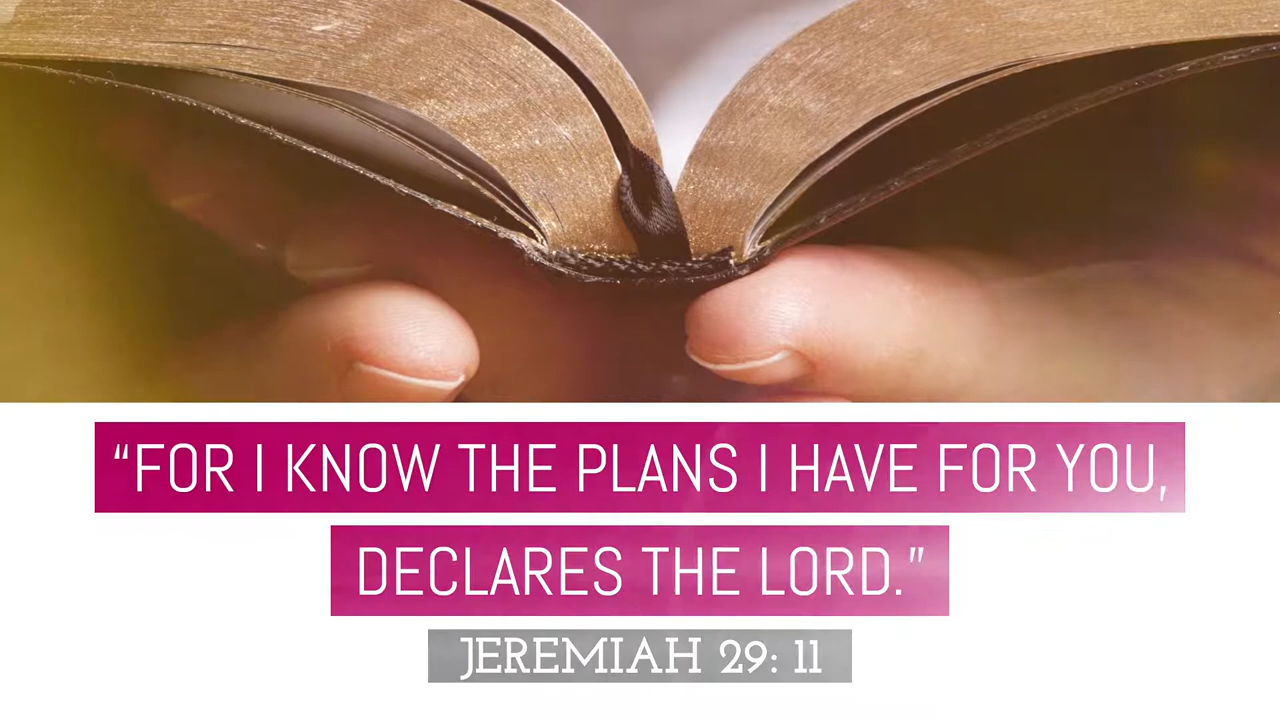 “FOR I KNOW THE PLANS I HAVE FOR YOU,
DECLARES THE LORD.”
JEREMIAH 29: 11